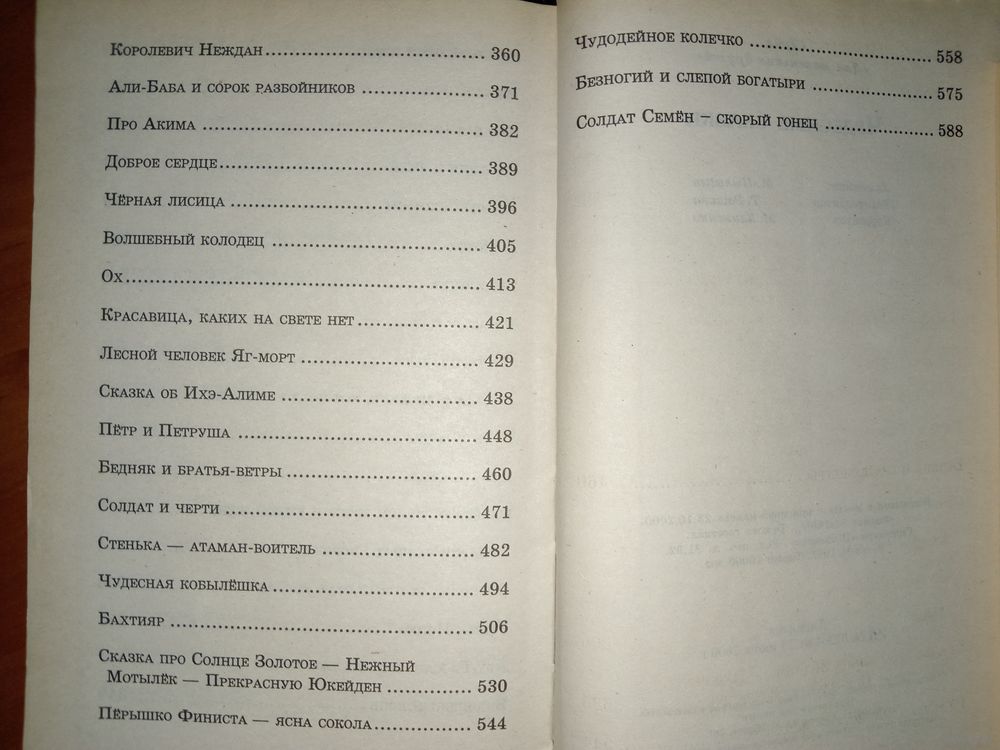 Королевич Неждан.................................. 360
Али-Баба и сорок разбойников .................... 371
Про Акима ........................................ 382
Доброе сердце..................................... 389
Чёрная лисица .................................... 396
Волшебный колодец ................................ 405
Ох................................................ 413
Красавица, каких на свете нет.................... 421
Лесной человек Яг-морт ........................... 429
Сказка об Ихэ-Алиме .............................. 438
Пётр и Петруша ................................... 448
Бедняк и братья-ветры ............................ 460
Солдат и черти ................................... 471
Стенька — атаман-воитель ......................... 482
Чудесная кобылёшка ............................... 494
Бахтияр .......................................... 506
Сказка про Солнце Золотое — Нежный
Мотылёк — Прекрасную Юкейден ............. 530
Пёрышко Финиста — ясна сокола................... 544
Чудодейное колечко ............................... 558
Безногий и слепой богатыри ....................... 575
Солдат Семён – скорый гонец ...................... 588